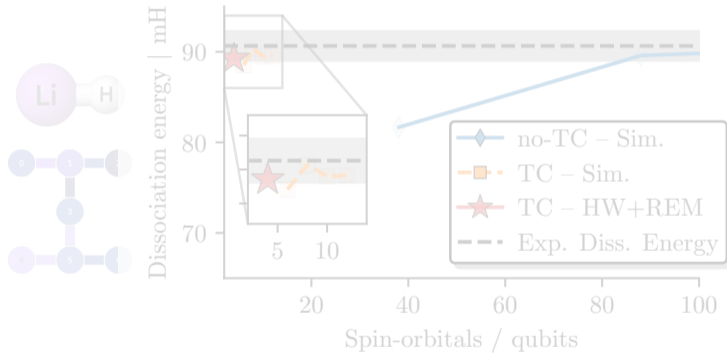 Li
H
Dissociation energy | mH
90
80
70
5 10
no-TC – Sim.
TC – Sim.
TC – HW+REM
Exp. Diss. Energy
20 40 60 80 100
Spin-orbitals / qubits